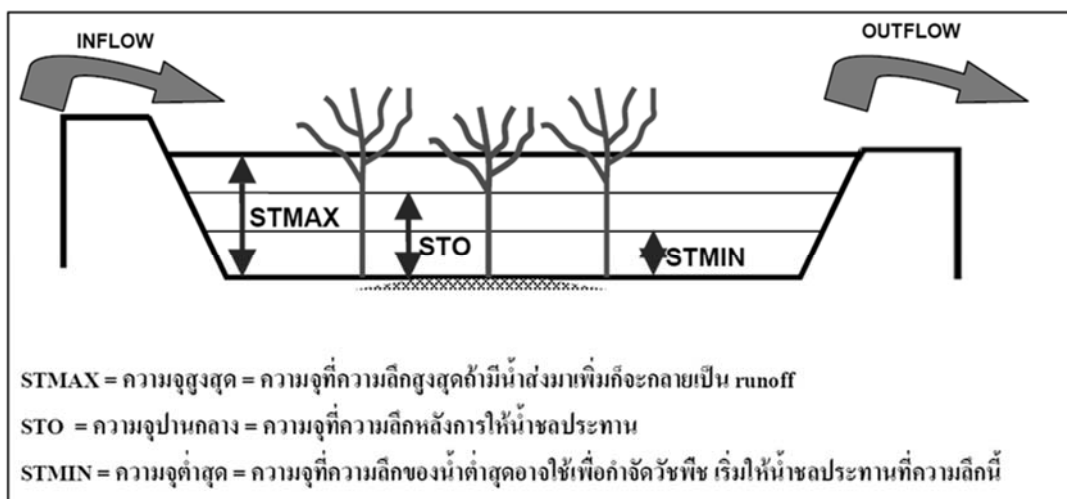 INFLOW
OUTFLOW
STMAX
STO
STMIN
STMAX = ความจุสูงสุด = ความจุที่ความลึกสูงสุดถ้ามีน้ำส่งมาเพิ่มก็จะกลายเป็น runoff
STO = ความจุปานกลาง = ความจุที่ความลึกหลังการให้น้ำชลประทาน
STMIN = ความจุต่ำสุด = ความจุที่ความลึกของน้ำต่ำสุดอาจใช้เพื่อกำจัดวัชพืช เริ่มให้น้ำชลประทานที่ความลึกนี้